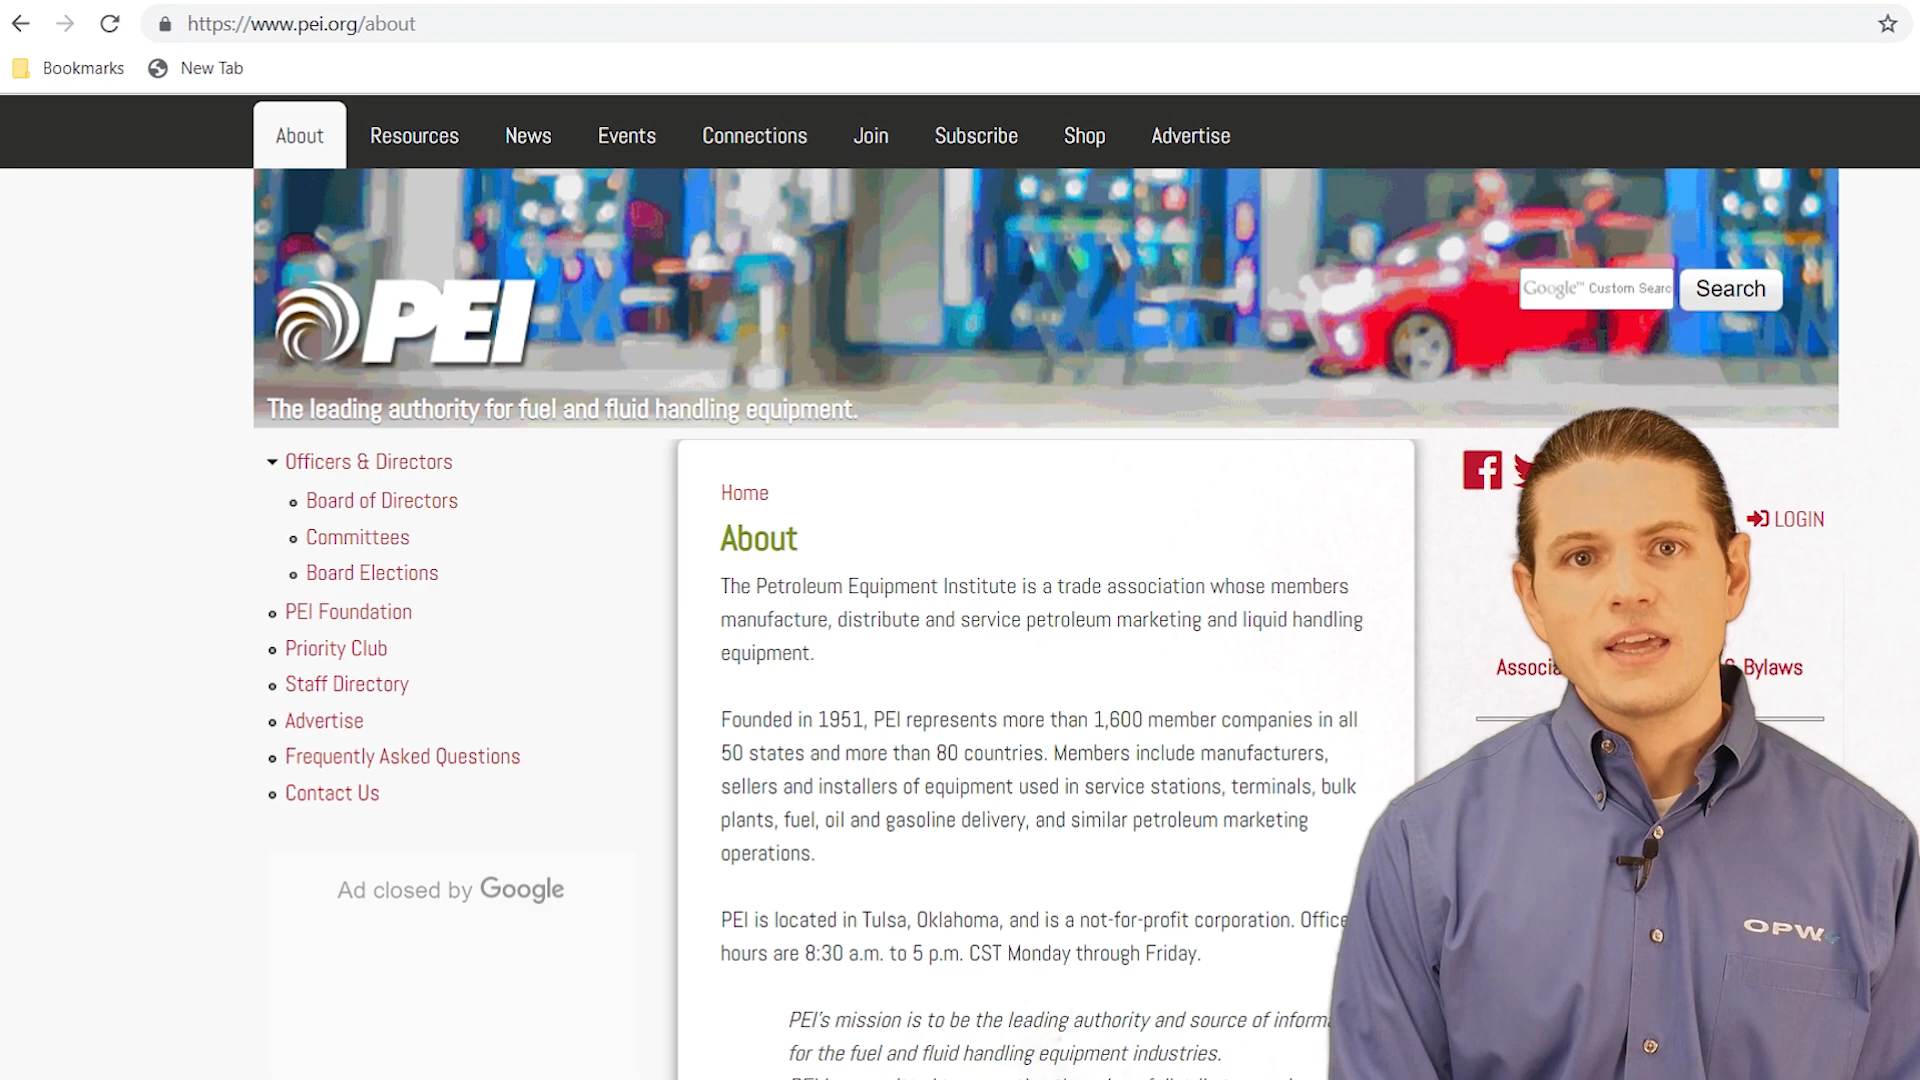 https://www.pei.org/about
Bookmarks
New Tab
About
Resources
News
Events
Connections
Join
Subscribe
Shop
Advertise
PEI
Google™ Custom Searc
Search
The leading authority for fuel and fluid handling equipment.
Officers & Directors
Board of Directors
Committees
Board Elections
PEI Foundation
Priority Club
Staff Directory
Advertise
Frequently Asked Questions
Contact Us
Ad closed by Google
Home
About
The Petroleum Equipment Institute is a trade association whose members
manufacture, distribute and service petroleum marketing and liquid handling
equipment.
Founded in 1951, PEI represents more than 1,600 member companies in all
50 states and more than 80 countries. Members include manufacturers,
sellers and installers of equipment used in service stations, terminals, bulk
plants, fuel, oil and gasoline delivery, and similar petroleum marketing
operations.
PEI is located in Tulsa, Oklahoma, and is a not-for-profit corporation. Office
hours are 8:30 a.m. to 5 p.m. CST Monday through Friday.
PEI's mission is to be the leading authority and source of inform
for the fuel and fluid handling equipment industries.
LOGIN
Associa & Bylaws
OPW